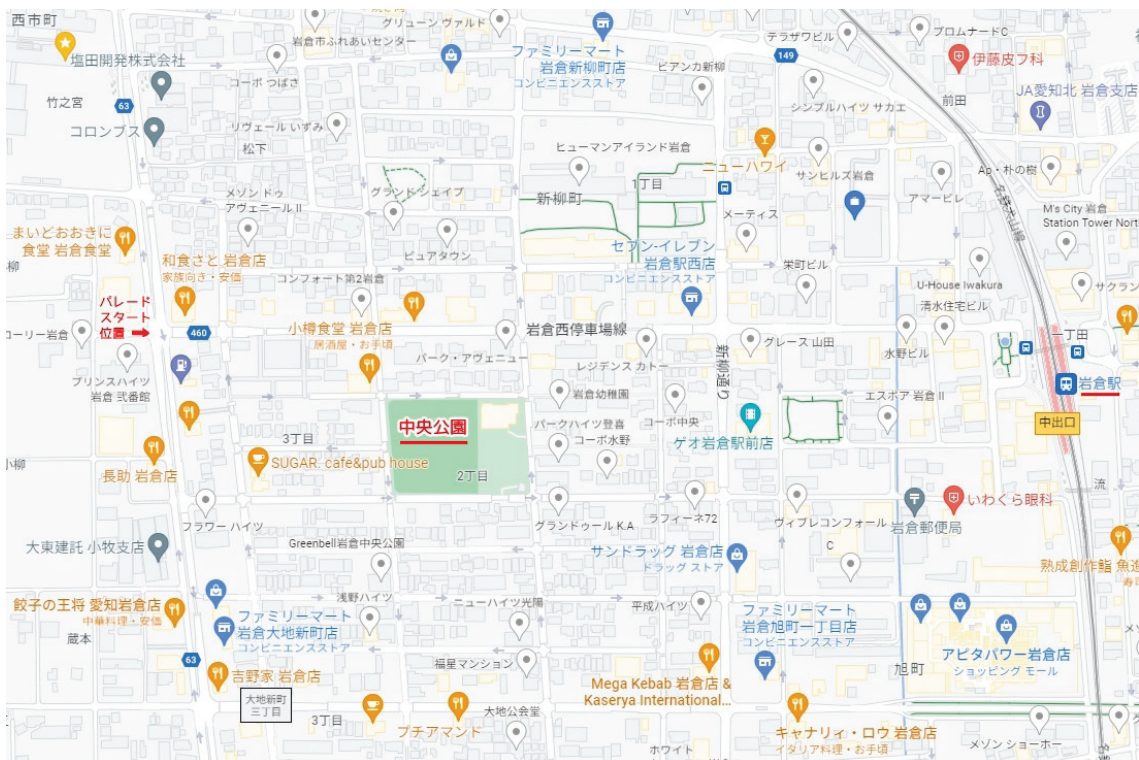 西市町
グリューン ヴァルド
岩倉市ふれあいセンター
ファミリーマート
岩倉新柳町店
コンビニエンスストア
テラザワビル
プロムナードC
149
伊藤皮フ科
塩田開発株式会社
竹之宮
63
コーポ つばさ
ビアンカ新柳
シンプルハイツ サカエ
前田
JA愛知北 岩倉支店
コロンブス
リヴェール いずみ
松下
ヒューマンアイランド岩倉
ニューハワイ
サンヒルズ岩倉
Ap・朴の樹
名鉄犬山線
メゾン ドゥ
アヴェニール II
グランドシェイプ
新柳町
1丁目
メーティス
アマービレ
M's City 岩倉
Station Tower North
まいどおおきに
食堂 岩倉食堂
和食さと 岩倉店
家族向き・安価
ピュアタウン
セブン-イレブン
岩倉駅西店
コンビニエンスストア
栄町ビル
柳
コンフォート第2岩倉
U-House Iwakura
清水住宅ビル
サクラン
パレード
スタート
位置
ローリー岩倉
460
小樽食堂 岩倉店
居酒屋・お手頃
岩倉西停車場線
グレース 山田
水野ビル
一丁田
パーク・アヴェニュー
レジデンス カトー
新柳通り
プリンスハイツ
岩倉 弐番館
岩倉幼稚園
エスポア 岩倉 II
岩倉駅
中央公園
パークハイツ登喜
コーポ中央
コーポ水野
ゲオ岩倉駅前店
中出口
3丁目
小柳
長助 岩倉店
SUGAR. cafe&pub house
2丁目
流
フラワー ハイツ
グランドゥール K.A
ラフィーネ72
ヴィブレコンフォール
C
岩倉郵便局
いわくら眼科
大東建託 小牧支店
Greenbell岩倉中央公園
サンドラッグ 岩倉店
ドラッグ ストア
熟成創作鮨 魚進
餃子の王将 愛知岩倉店
中華料理・安価
蔵本
ファミリーマート
岩倉大地新町店
コンビニエンスストア
浅野ハイツ
ニューハイツ光陽
平成ハイツ
ファミリーマート
岩倉旭町一丁目店
コンビニエンスストア
アピタパワー岩倉店
ショッピング モール
63
吉野家 岩倉店
福星マンション
Mega Kebab 岩倉店 &
Kaserya International...
旭町
大地新町
三丁目
3丁目
プチアマンド
大地公会堂
キャナリィ・ロウ 岩倉店
イタリア料理・お手頃
メゾン ショーホー
ホワイト